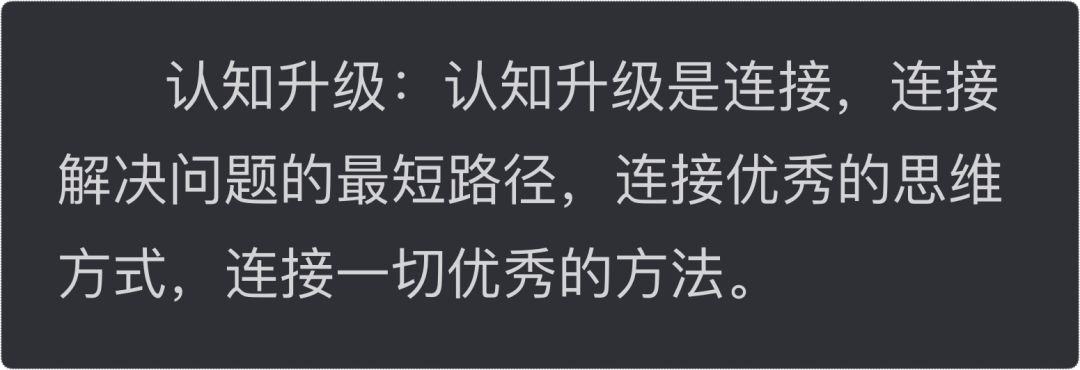 认知升级：认知升级是连接，连接
解决问题的最短路径，连接优秀的思维
方式，连接一切优秀的方法。